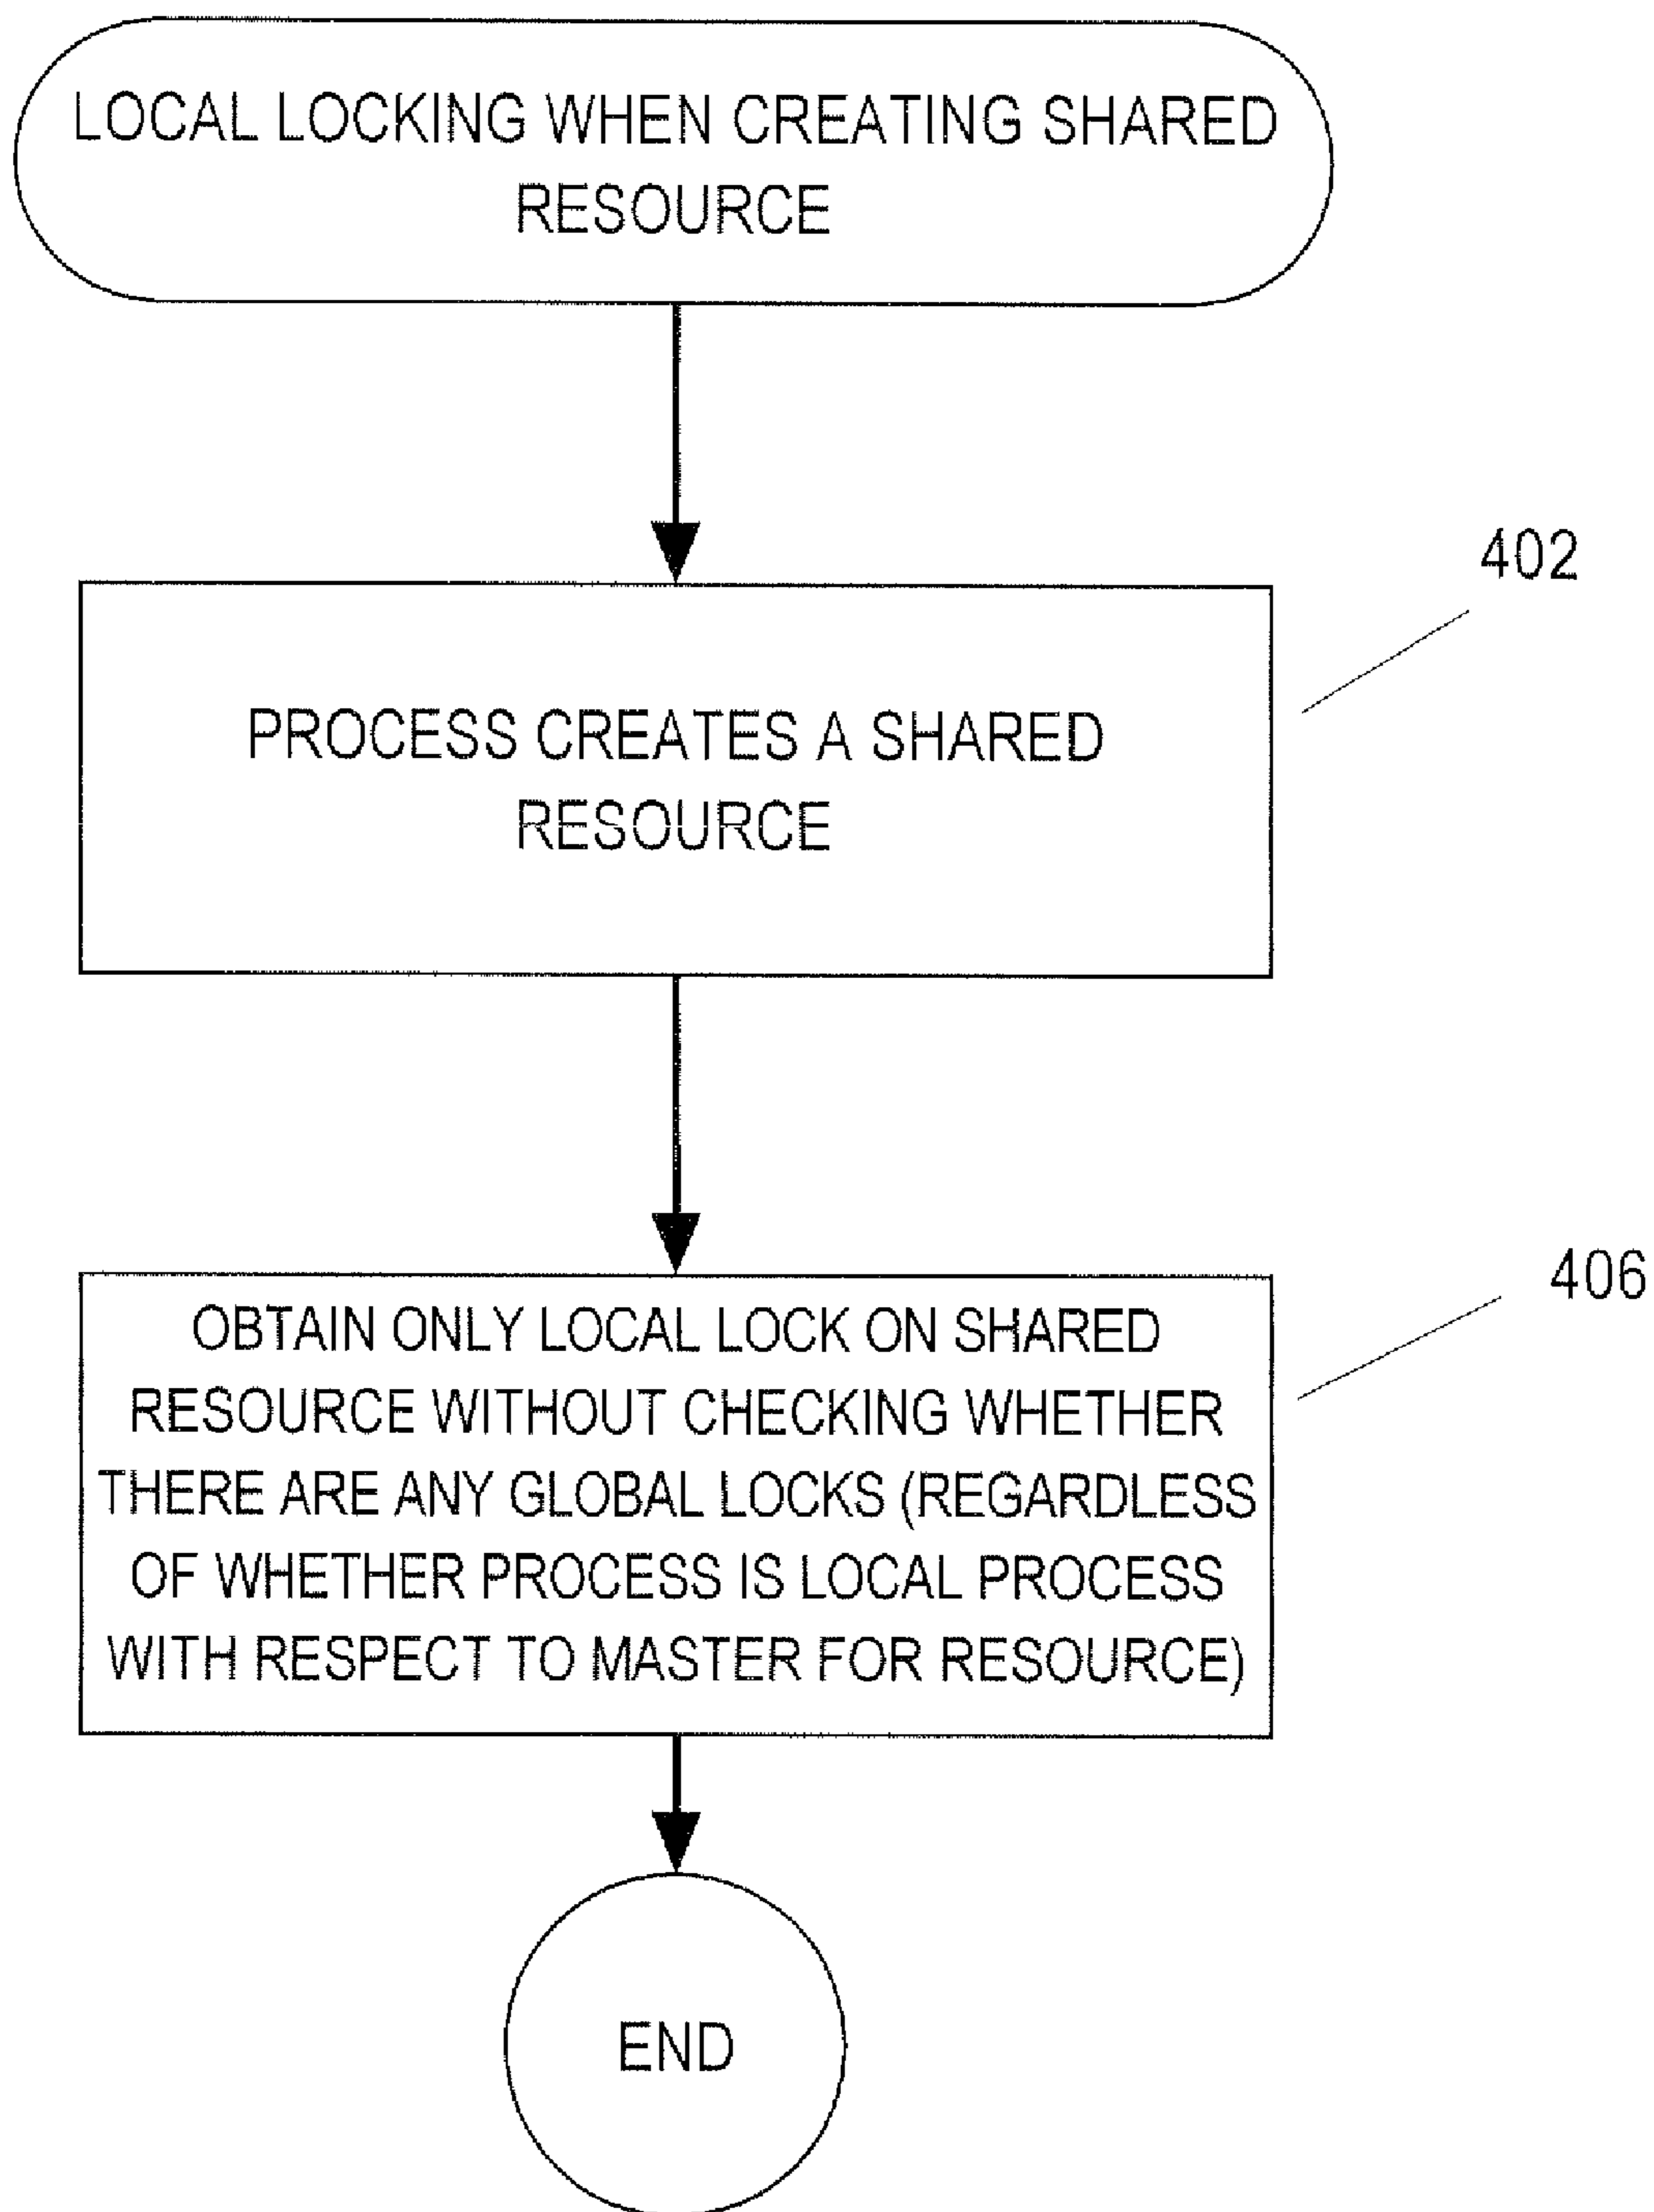 LOCAL LOCKING WHEN CREATING SHARED
RESOURCE
402
PROCESS CREATES A SHARED
RESOURCE
406
OBTAIN ONLY LOCAL LOCK ON SHARED
RESOURCE WITHOUT CHECKING WHETHER
THERE ARE ANY GLOBAL LOCKS (REGARDLESS
OF WHETHER PROCESS IS LOCAL PROCESS
WITH RESPECT TO MASTER FOR RESOURCE)
END